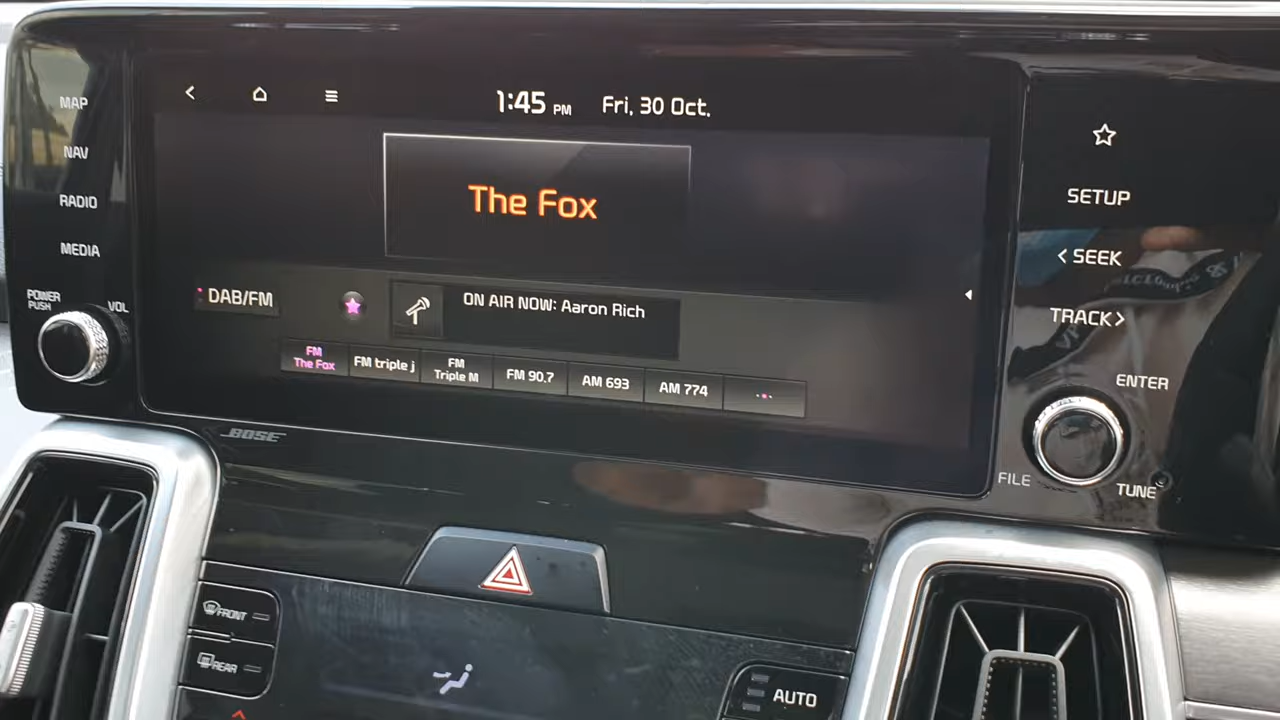 1:45 PM Fri, 30 Oct.
MAP
NAV
RADIO
MEDIA
POWER
PUSH
VOL
The Fox
DAB/FM
ON AIR NOW: Aaron Rich
FM
The Fox
FM triple j
FM
Triple M
FM 90.7
AM 693
AM 774
SETUP
< SEEK
TRACK >
ENTER
FILE
TUNE
BOSE
FRONT
REAR
AUTO